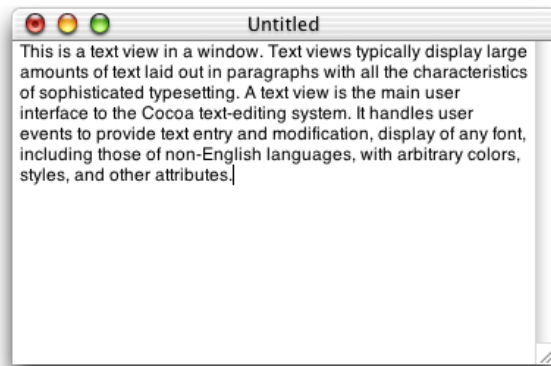 Untitled
This is a text view in a window. Text views typically display large
amounts of text laid out in paragraphs with all the characteristics
of sophisticated typesetting. A text view is the main user
interface to the Cocoa text-editing system. It handles user
events to provide text entry and modification, display of any font,
including those of non-English languages, with arbitrary colors,
styles, and other attributes.